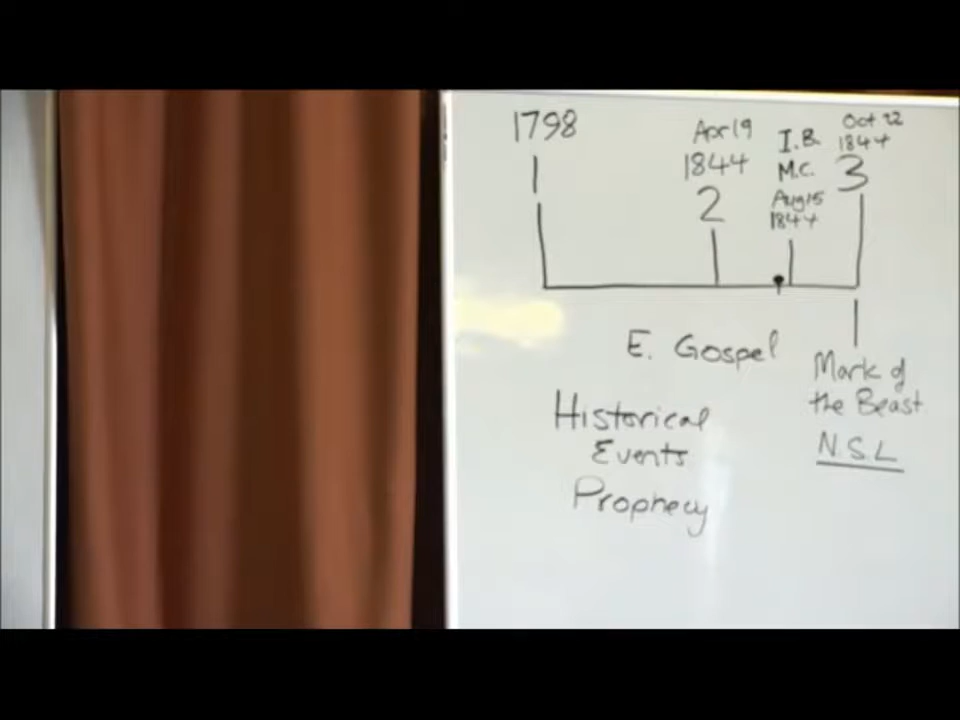 1798
1
Apr 19
1844
2
I.B.
M.C.
Aug 15
1844
Oct 22
1844
3
E. Gospel
Historical
Events
Prophecy
Mark of
the Beast
N.S.L